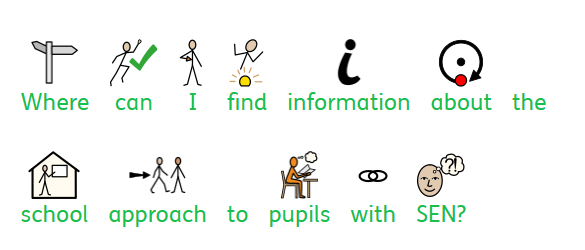 Where can I find information about the
school approach to pupils with SEN?